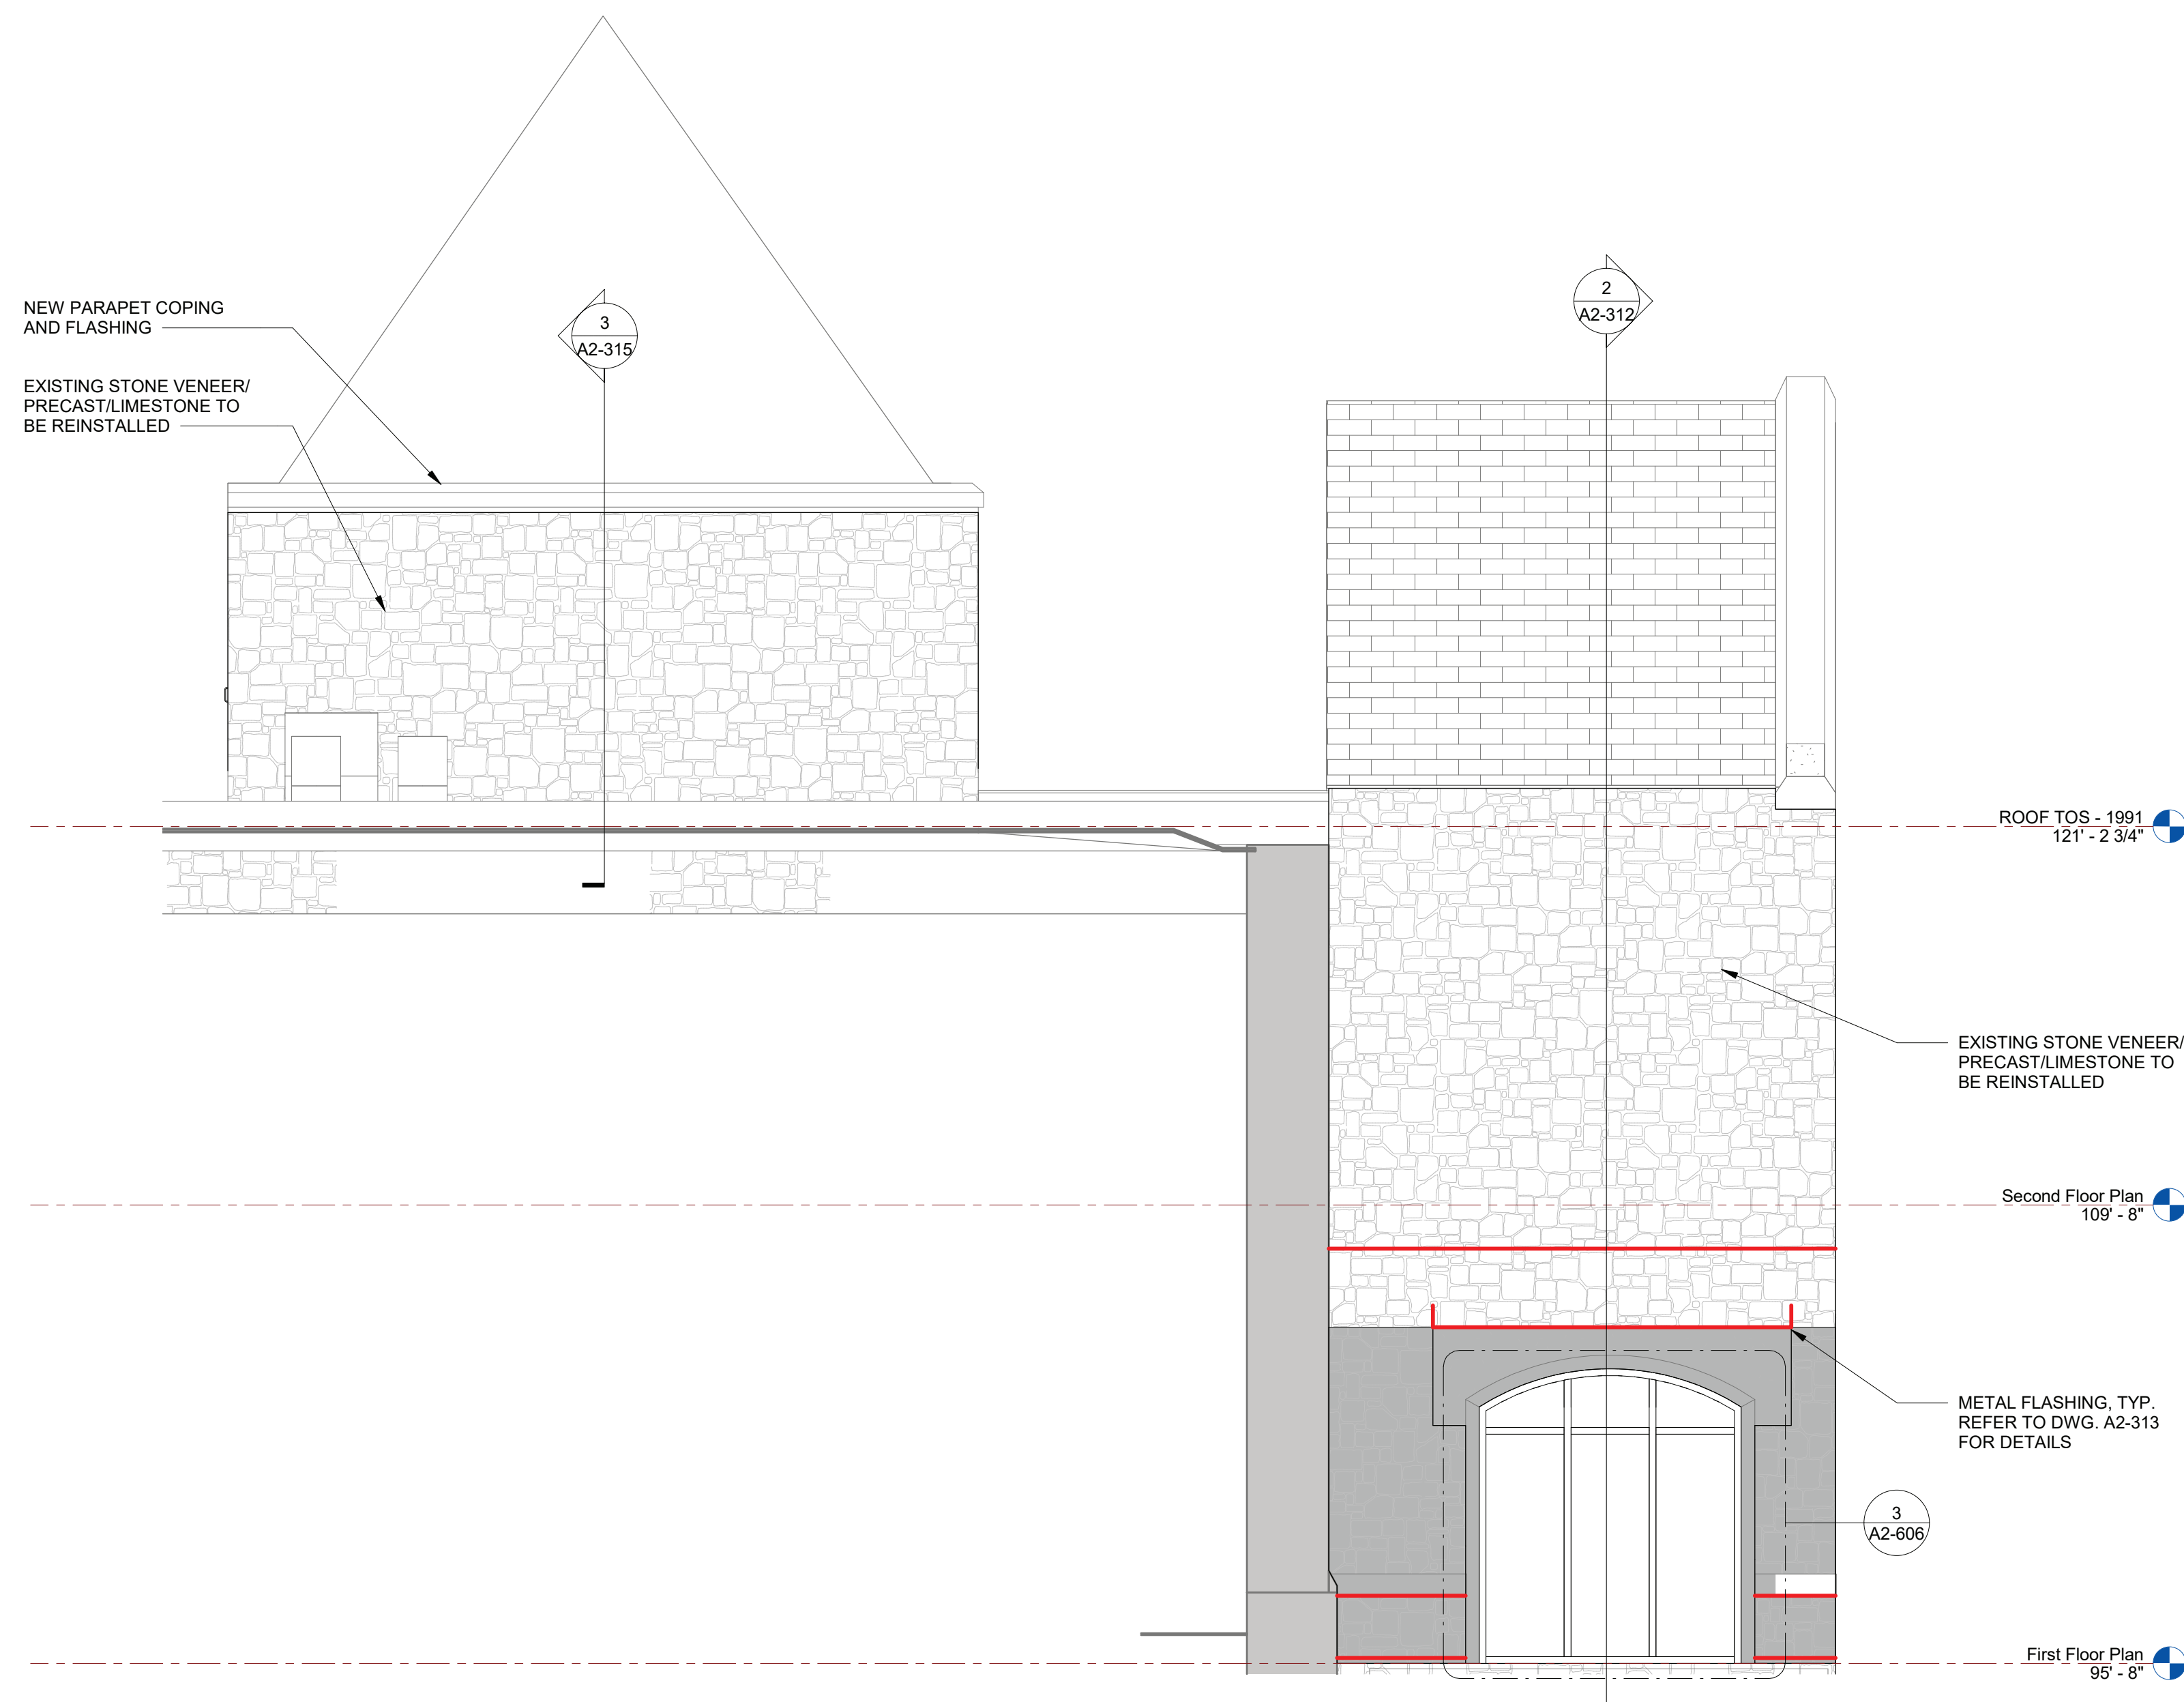 NEW PARAPET COPING
AND FLASHING
EXISTING STONE VENEER/
PRECAST/LIMESTONE TO
BE REINSTALLED
3
A2-315
2
A2-312
ROOF TOS - 1991
121' - 2 3/4"
EXISTING STONE VENEER/
PRECAST/LIMESTONE TO
BE REINSTALLED
Second Floor Plan
109' - 8"
METAL FLASHING, TYP.
REFER TO DWG. A2-313
FOR DETAILS
3
A2-606
First Floor Plan
95' - 8"